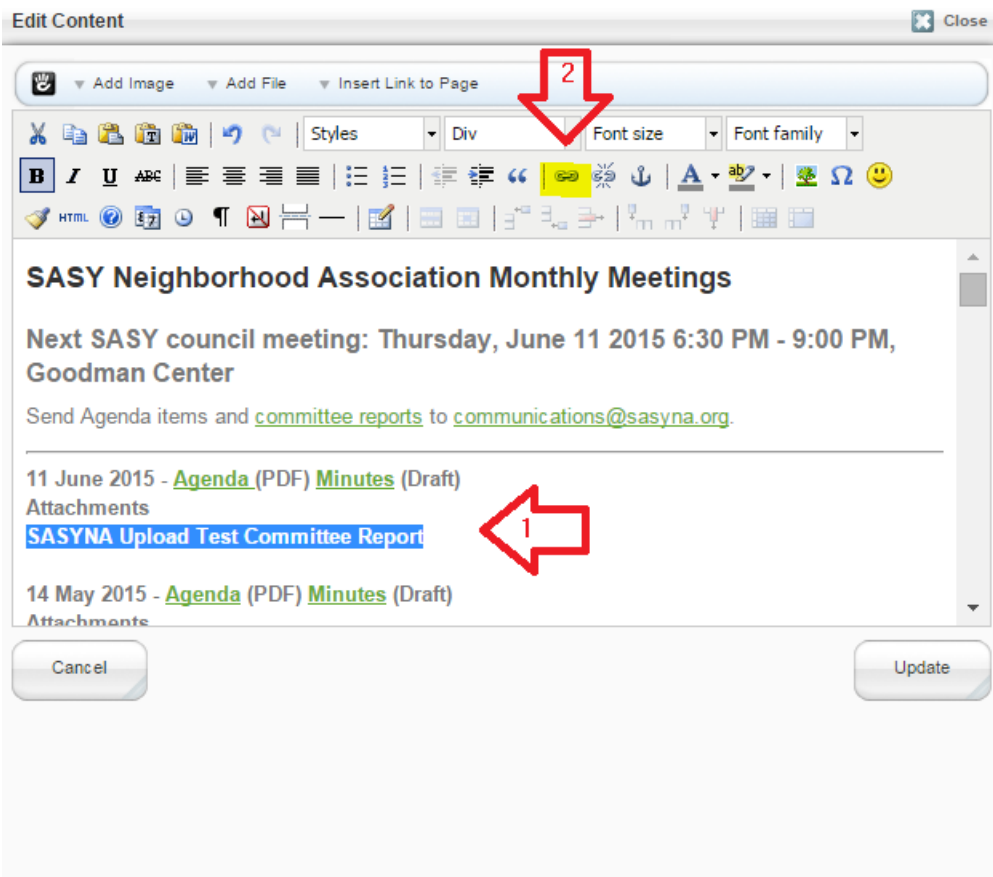 Edit Content
Close
Add Image Add File Insert Link to Page
2
Styles Div Font size Font family
B I U ABC “ A ab Ω
HTML ¶
SASY Neighborhood Association Monthly Meetings
Next SASY council meeting: Thursday, June 11 2015 6:30 PM - 9:00 PM,
Goodman Center
Send Agenda items and committee reports to communications@sasyna.org.
11 June 2015 - Agenda (PDF) Minutes (Draft)
Attachments
SASYNA Upload Test Committee Report
1
14 May 2015 - Agenda (PDF) Minutes (Draft)
Attachments
Cancel
Update